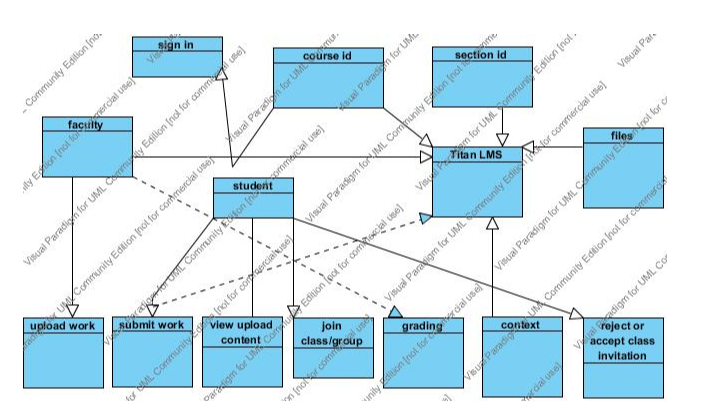 sign in
course id
section id
faculty
files
Titan LMS
student
upload work
submit work
view upload
content
join
class/group
grading
context
reject or
accept class
invitation
Visual Paradigm for UML Community Edition [not for commercial use]